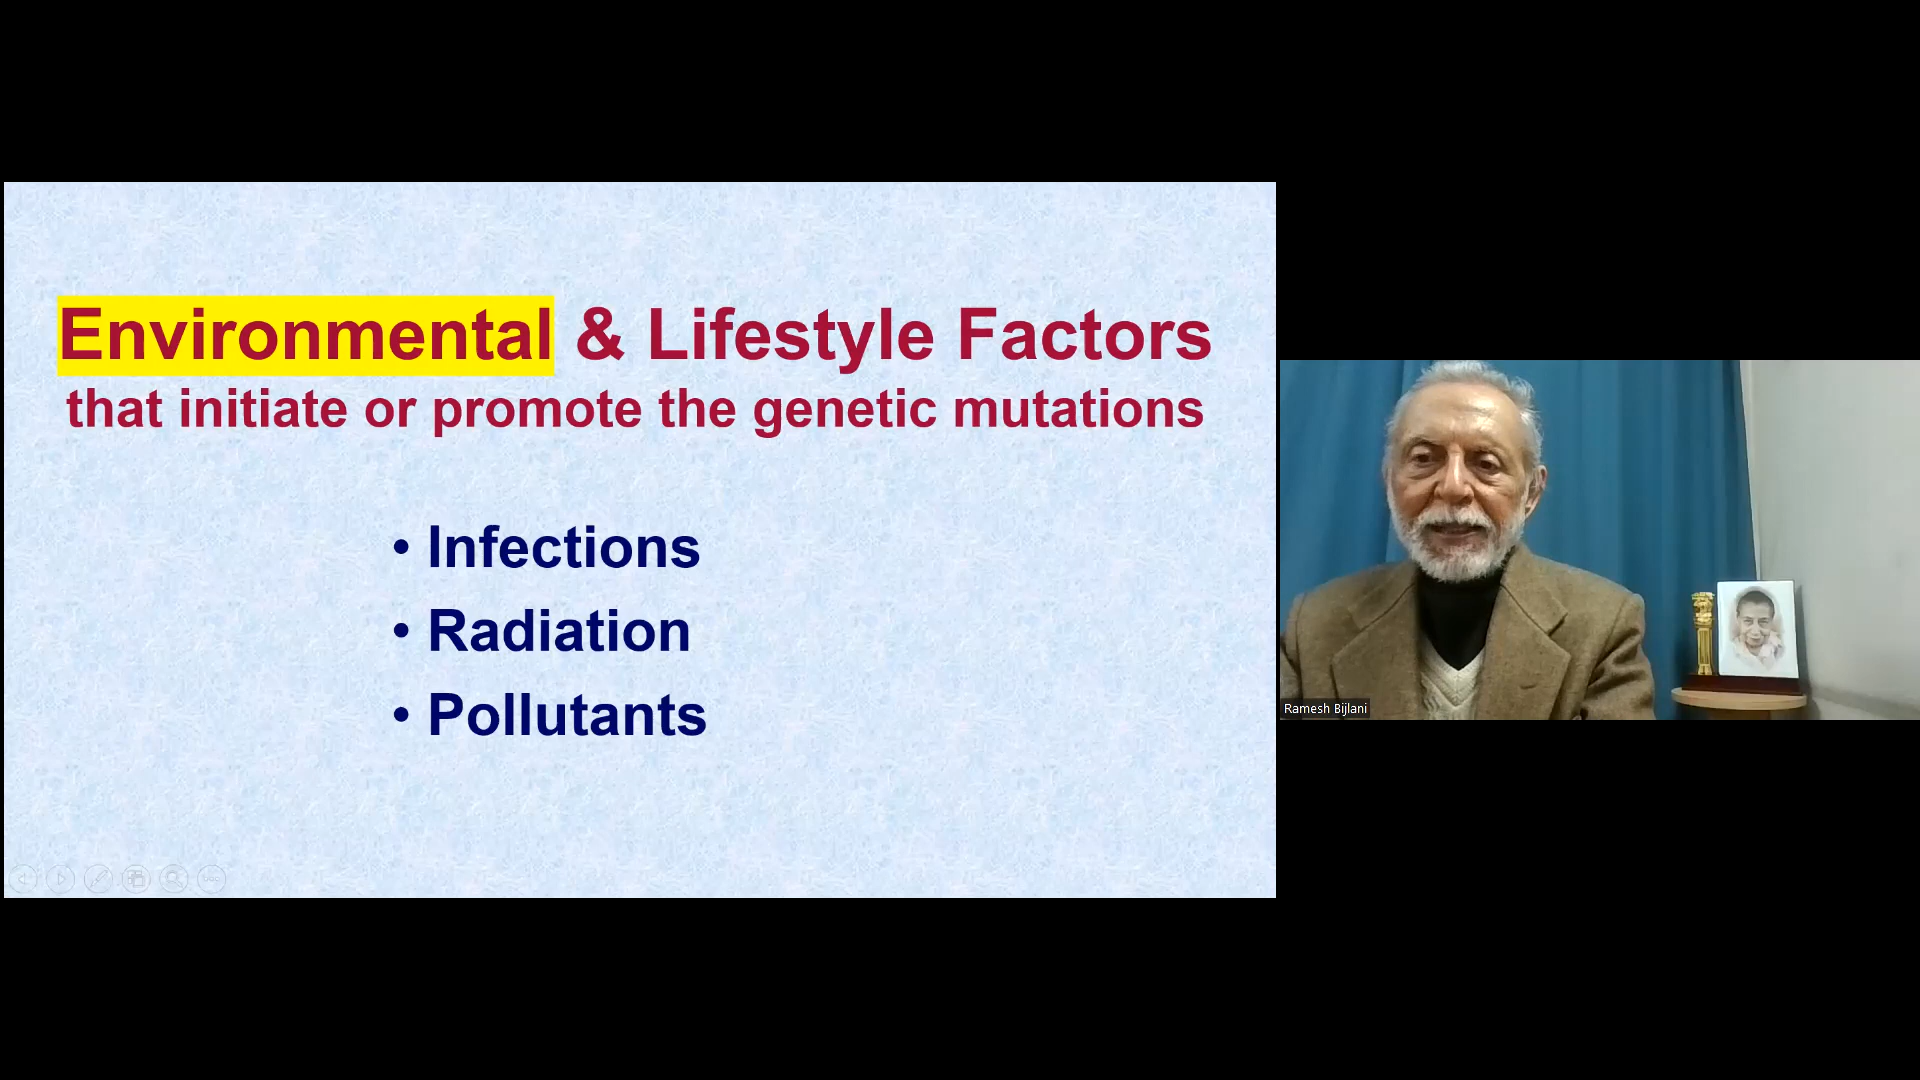 Environmental & Lifestyle Factors
that initiate or promote the genetic mutations
• Infections
• Radiation
• Pollutants
Ramesh Bijlani